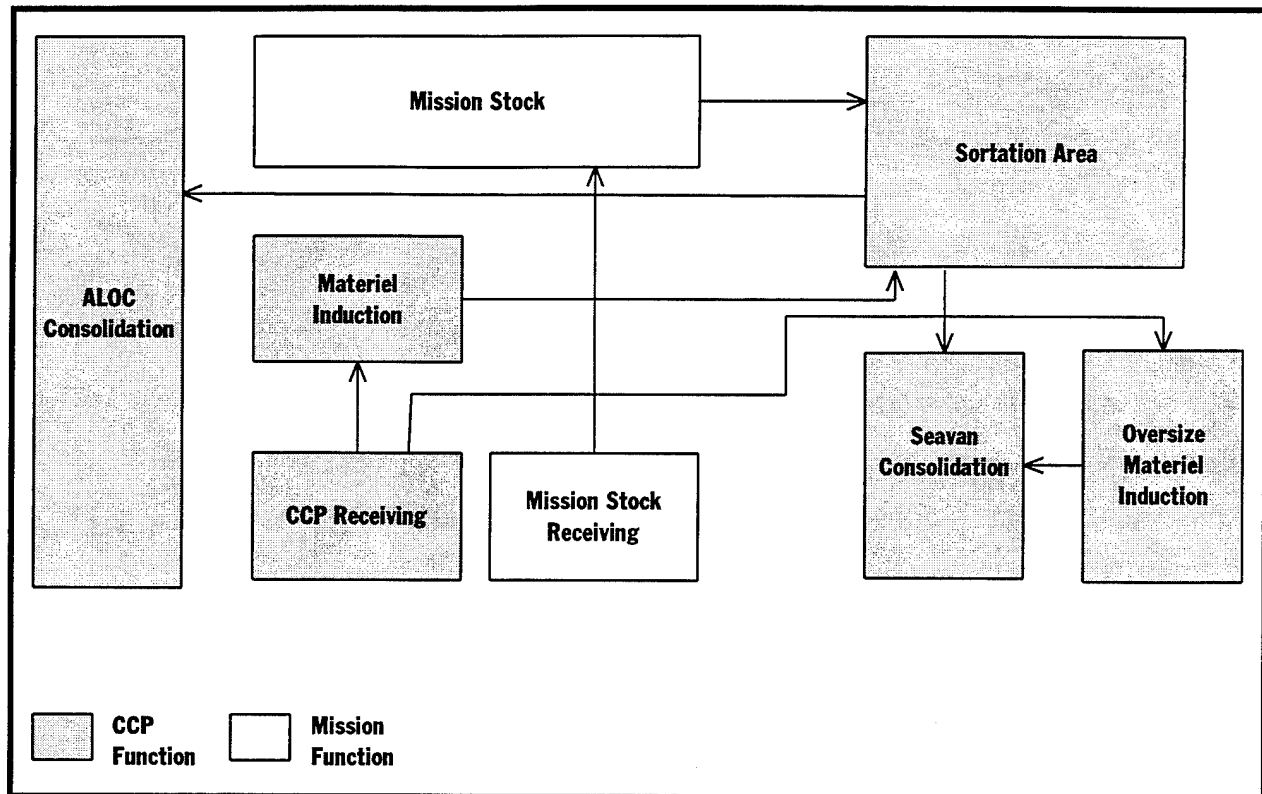 Mission Stock
Sortation Area
ALOC
Consolidation
Materiel
Induction
CCP Receiving
Mission Stock
Receiving
Seavan
Consolidation
Oversize
Materiel
Induction
CCP
Function
Mission
Function